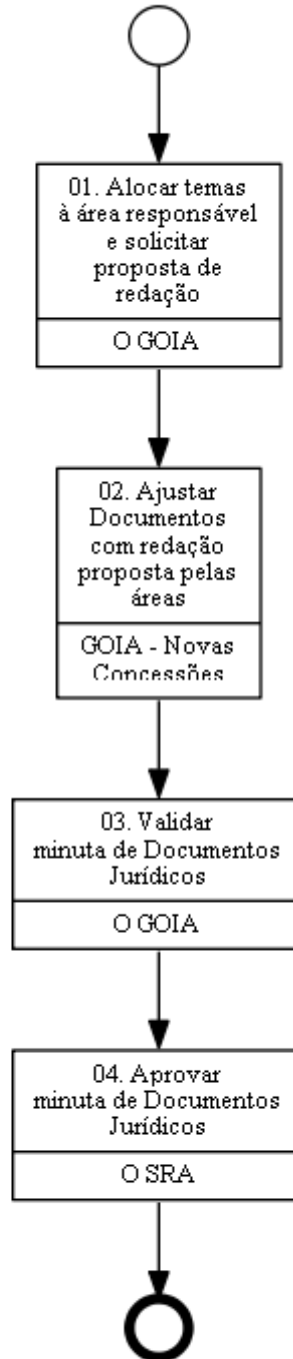 01. Alocar temas
à área responsável
e solicitar
proposta de
redação
O GOIA
02. Ajustar
Documentos
com redação
proposta pelas
áreas
GOIA - Novas
Concessões
03. Validar
minuta de Documentos
Jurídicos
O GOIA
04. Aprovar
minuta de Documentos
Jurídicos
O SRA